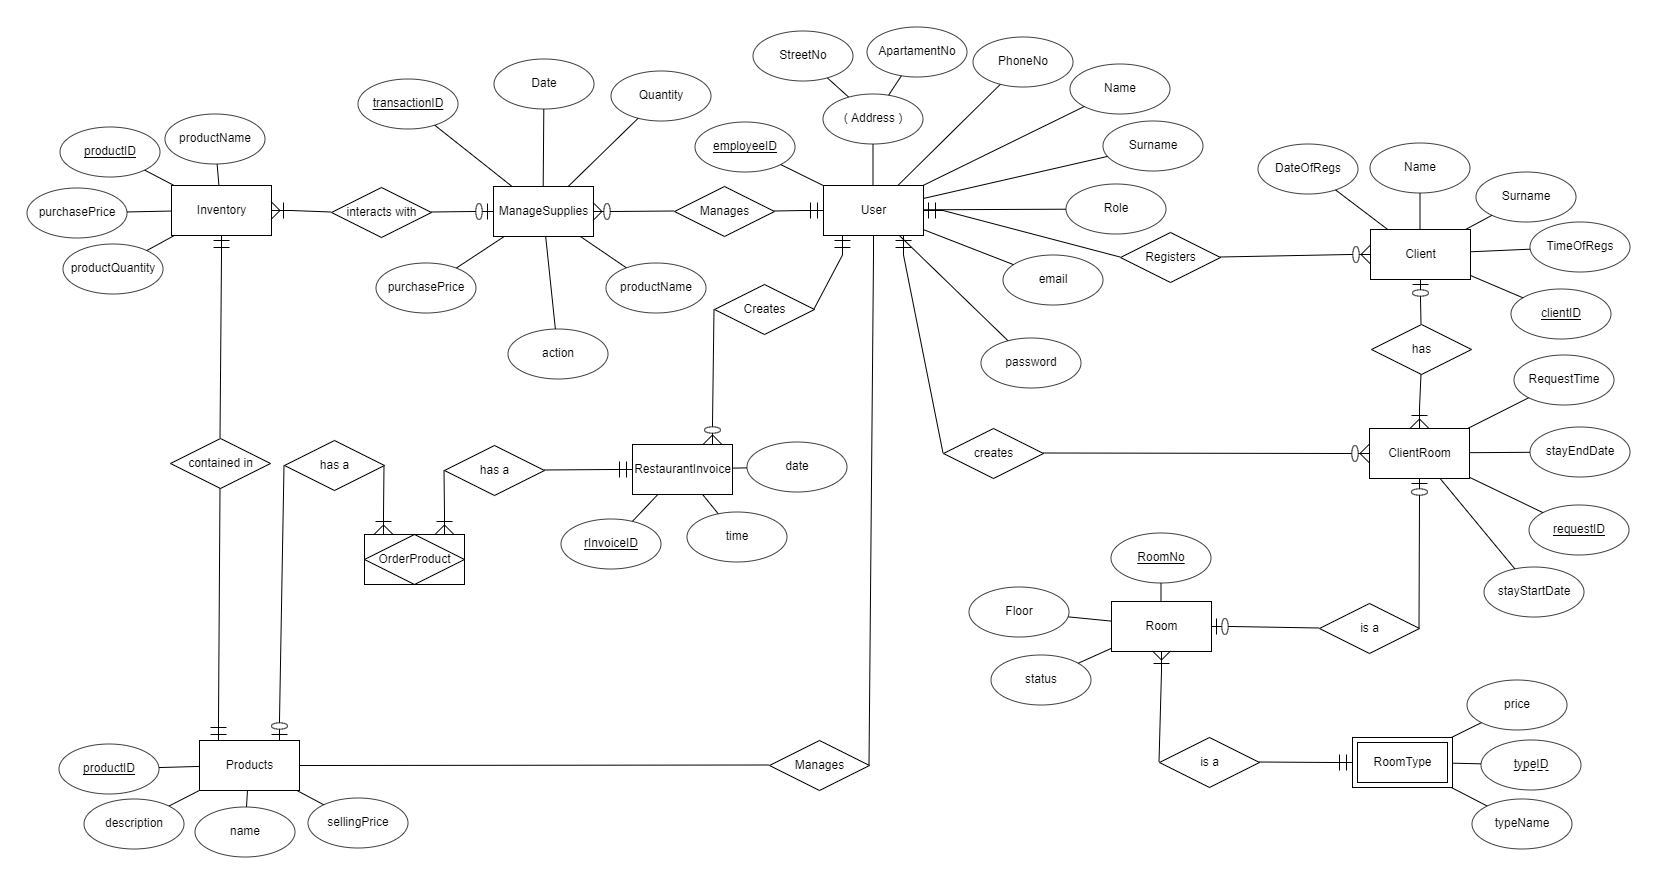 StreetNo
ApartamentNo
PhoneNo
transactionID
Date
Quantity
Name
( Address )
productID
productName
employeeID
Surname
DateOfRegs
Name
Surname
purchasePrice
Inventory
interacts with
ManageSupplies
Manages
User
Role
Registers
Client
TimeOfRegs
productQuantity
purchasePrice
productName
email
clientID
Creates
action
password
has
RequestTime
contained in
has a
has a
RestaurantInvoice
date
creates
ClientRoom
stayEndDate
OrderProduct
rInvoiceID
time
requestID
RoomNo
stayStartDate
Floor
Room
is a
status
price
Products
Manages
is a
RoomType
typeID
productID
description
name
sellingPrice
typeName